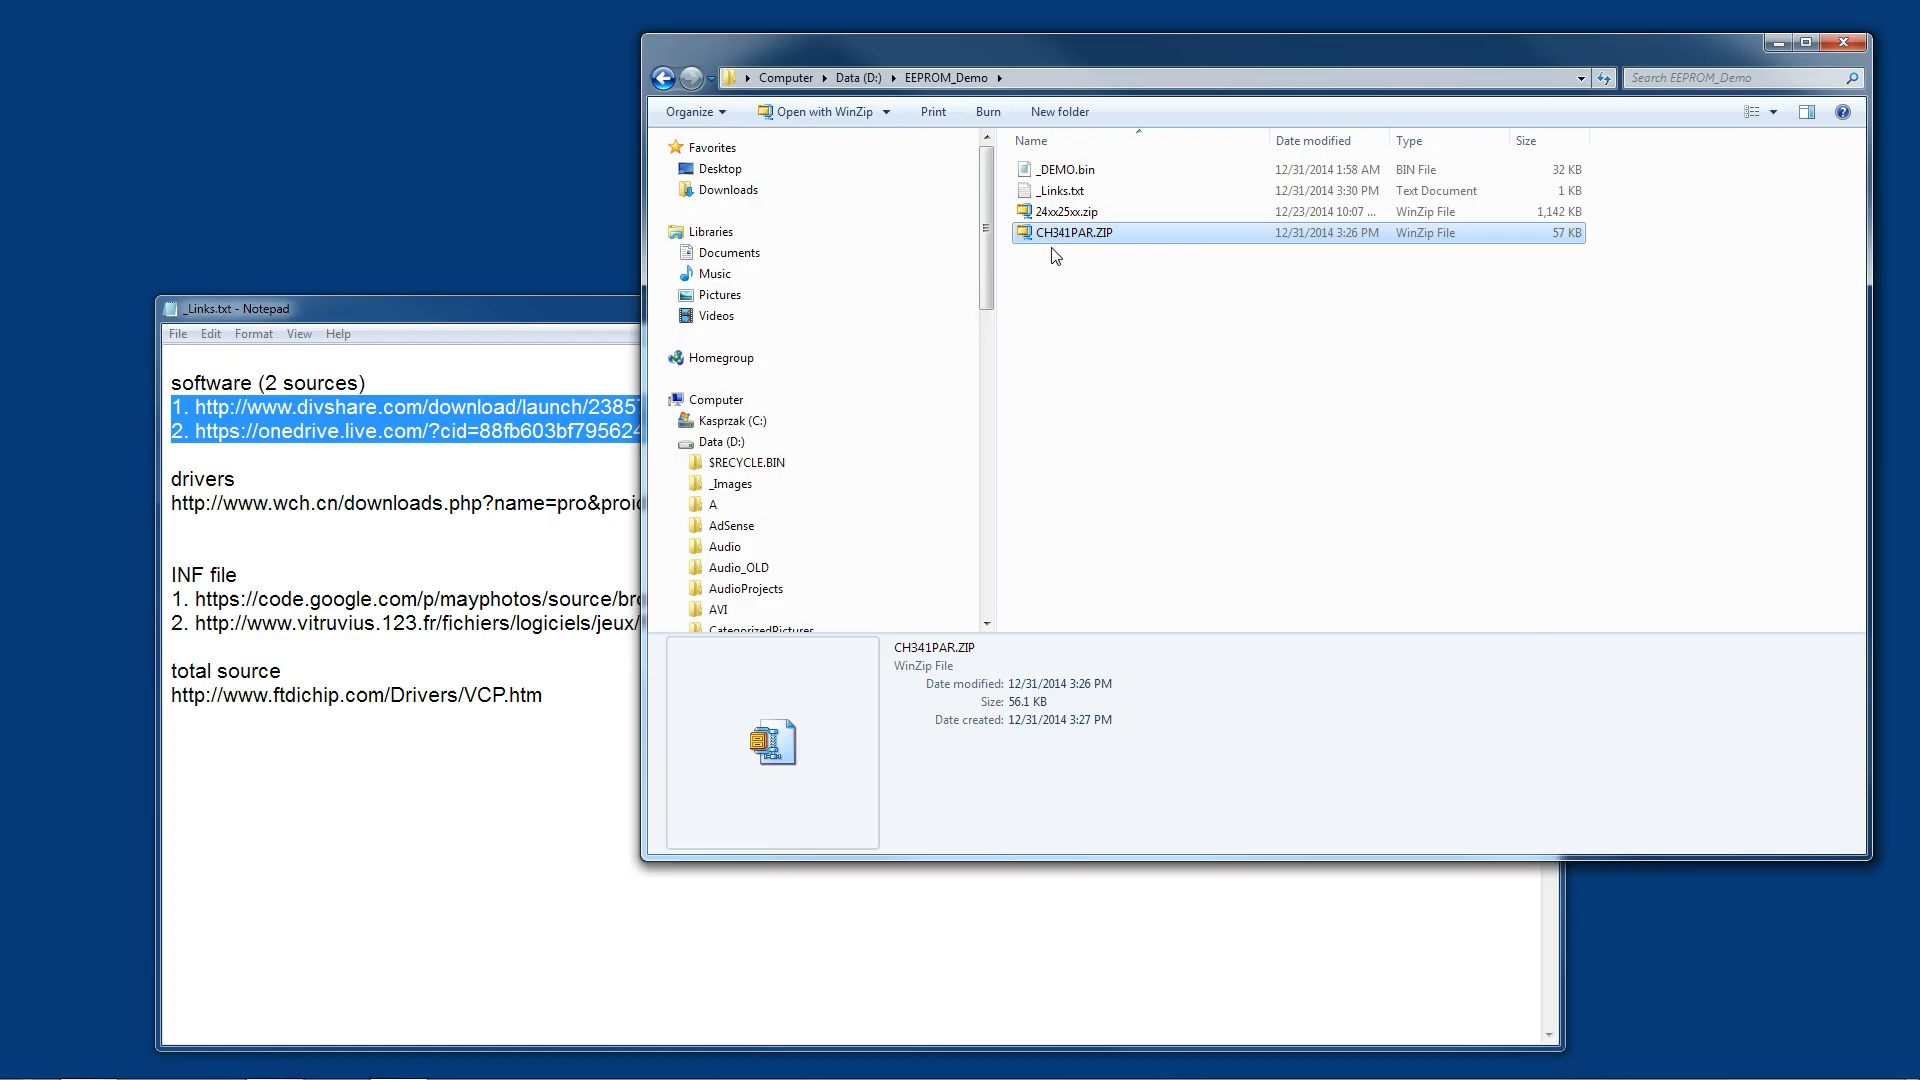 Computer
Data (D:)
EEPROM_Demo
Search EEPROM_Demo
Organize
Open with WinZip
Print
Burn
New folder
Favorites
Desktop
Downloads
Libraries
Documents
Music
Pictures
Videos
Homegroup
Computer
Kasprzak (C:)
Data (D:)
$RECYCLE.BIN
_Images
A
AdSense
Audio
Audio_OLD
AudioProjects
AVI
CategorizedPictures
Name Date modified Type Size
_DEMO.bin 12/31/2014 1:58 AM BIN File 32 KB
_Links.txt 12/31/2014 3:30 PM Text Document 1 KB
24xx25xx.zip 12/23/2014 10:07 ... WinZip File 1,142 KB
CH341PAR.ZIP 12/31/2014 3:26 PM WinZip File 57 KB
CH341PAR.ZIP
WinZip File
Date modified: 12/31/2014 3:26 PM
Size: 56.1 KB
Date created: 12/31/2014 3:27 PM
_Links.txt - Notepad
File Edit Format View Help
software (2 sources)
1. http://www.divshare.com/download/launch/23857
2. https://onedrive.live.com/?cid=88fb603bf795624
drivers
http://www.wch.cn/downloads.php?name=pro&proid
INF file
1. https://code.google.com/p/mayphotos/source/bro
2. http://www.vitruvius.123.fr/fichiers/logiciels/jeux/
total source
http://www.ftdichip.com/Drivers/VCP.htm